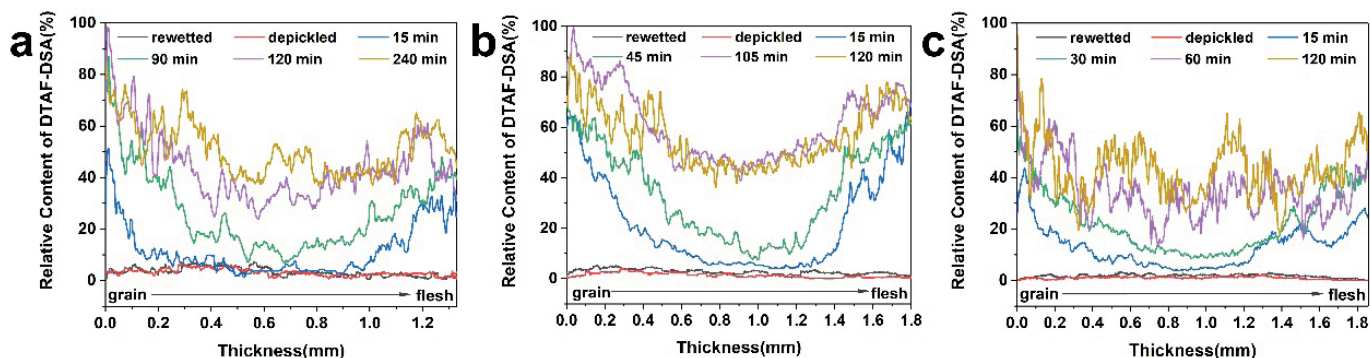 a
Relative Content of DTAF-DSA(%)
100
80
60
40
20
0
rewetted depickled 15 min
90 min 120 min 240 min
grain flesh
0.0 0.2 0.4 0.6 0.8 1.0 1.2
Thickness(mm)
b
Relative Content of DTAF-DSA(%)
100
80
60
40
20
0
rewetted depickled 15 min
45 min 105 min 120 min
grain flesh
0.0 0.2 0.4 0.6 0.8 1.0 1.2 1.4 1.6 1.8
Thickness(mm)
c
Relative Content of DTAF-DSA(%)
100
80
60
40
20
0
rewetted depickled 15 min
30 min 60 min 120 min
grain flesh
0.0 0.2 0.4 0.6 0.8 1.0 1.2 1.4 1.6 1.8
Thickness(mm)